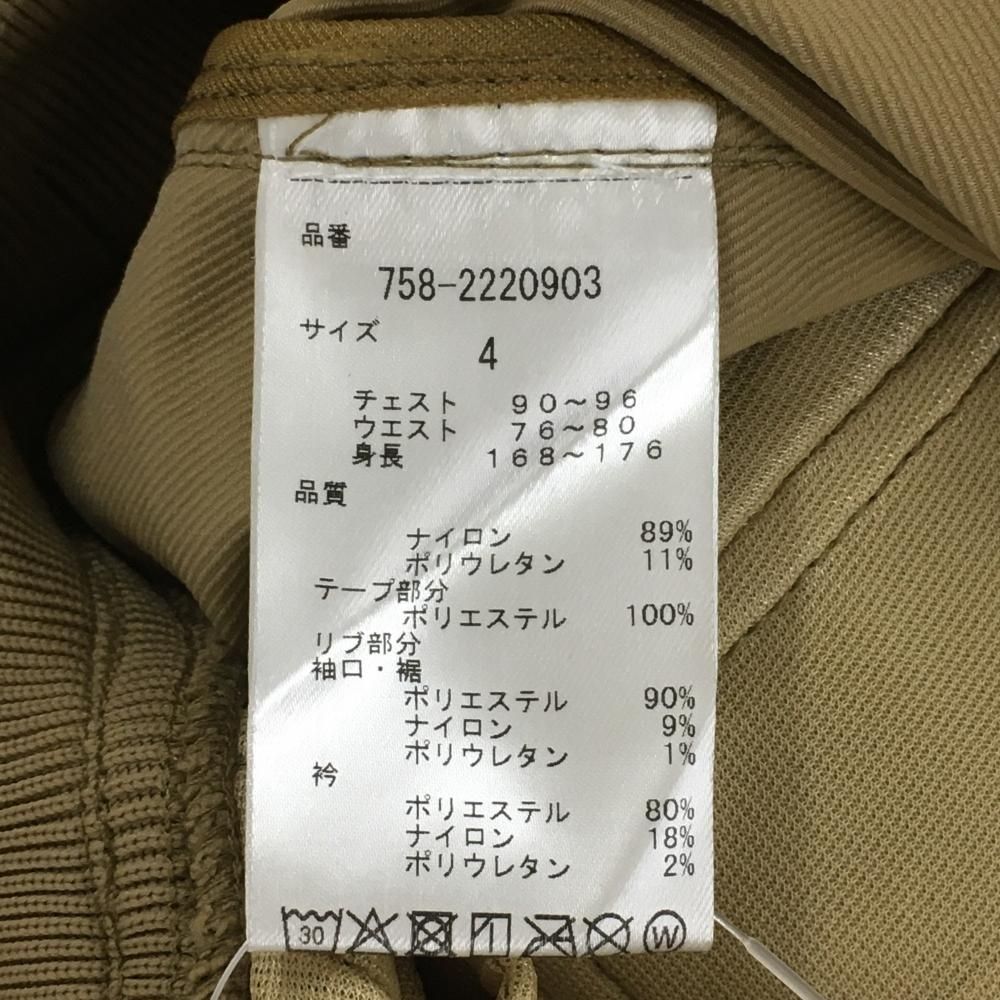 品番
758-2220903
サイズ
4
チェスト 90~96
ウエスト 76~80
身長 168~176
品質
ナイロン 89%
ポリウレタン 11%
テープ部分
ポリエステル 100%
リブ部分
袖口・裾
ポリエステル 90%
ナイロン 9%
ポリウレタン 1%
衿
ポリエステル 80%
ナイロン 18%
ポリウレタン 2%
30 W